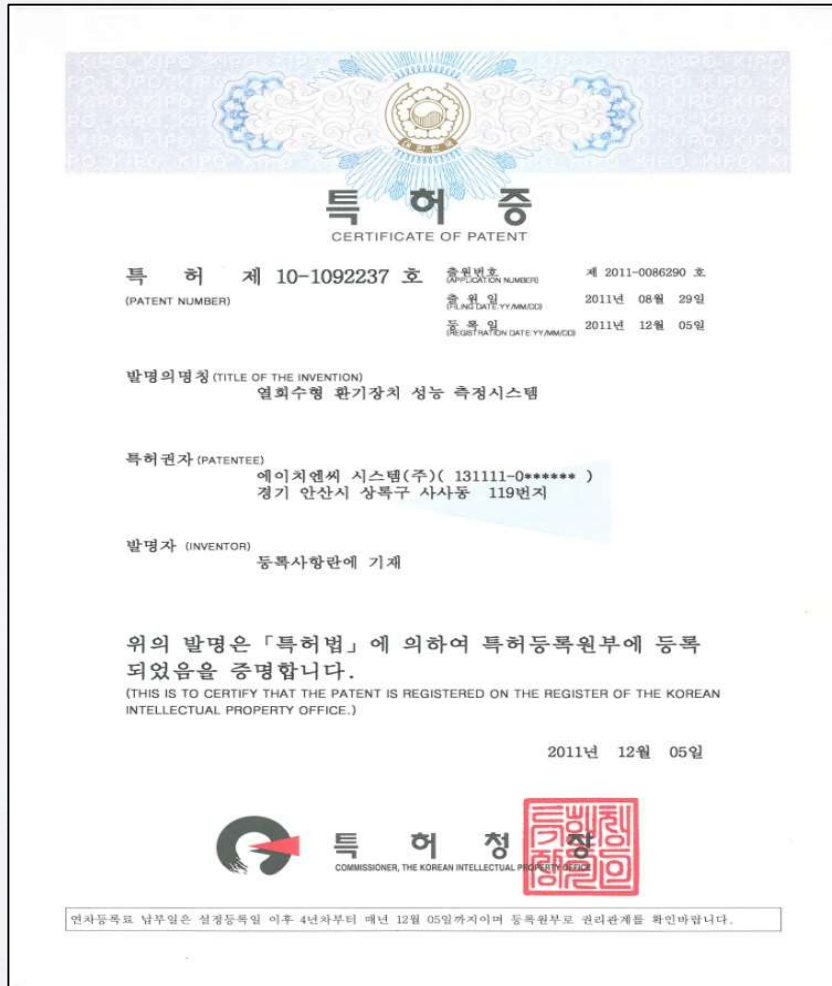 대한민국
특허증
CERTIFICATE OF PATENT
특 허 제 10-1092237 호
(PATENT NUMBER)
출원번호 제 2011-0086290 호
(APPLICATION NUMBER)
출 원 일 2011년 08월 29일
(FILING DATE:YY/MM/DD)
등 록 일 2011년 12월 05일
(REGISTRATION DATE:YY/MM/DD)
발명의명칭 (TITLE OF THE INVENTION)
열회수형 환기장치 성능 측정시스템
특허권자 (PATENTEE)
에이치엔씨 시스템(주)( 131111-0****** )
경기 안산시 상록구 사사동 119번지
발명자 (INVENTOR)
등록사항란에 기재
위의 발명은 「특허법」에 의하여 특허등록원부에 등록
되었음을 증명합니다.
(THIS IS TO CERTIFY THAT THE PATENT IS REGISTERED ON THE REGISTER OF THE KOREAN
INTELLECTUAL PROPERTY OFFICE.)
2011년 12월 05일
특 허 청 장
COMMISSIONER, THE KOREAN INTELLECTUAL PROPERTY OFFICE
연차등록료 납부일은 설정등록일 이후 4년차부터 매년 12월 05일까지이며 등록원부로 권리관계를 확인바랍니다.